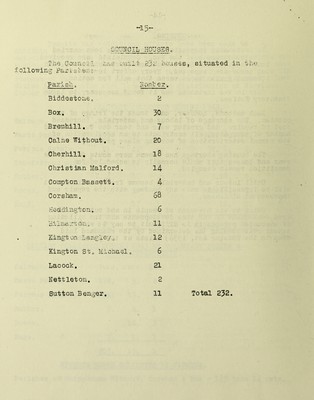 -15-
COUNCIL HOUSES.
The Council has built 232 houses, situated in the
following Parishes:
Parish. Number.
Biddestone. 2
Box. 30
Bremhill. 7
Calne Without. 20
Cherhill. 18
Christian Malford. 14
Compton Bassett. 4
Corsham. 68
Heddington. 6
Hilmarton. 11
Kington Langley. 12
Kington St. Michael. 6
Lacock. 21
Nettleton. 2
Sutton Benger. 11 Total 232.